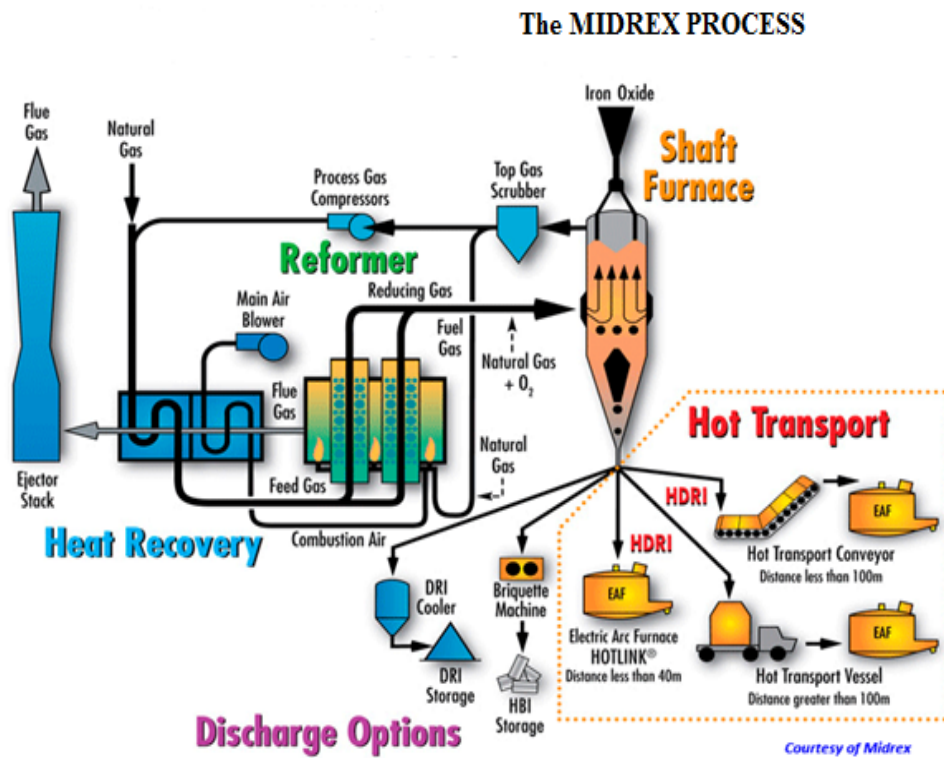 The MIDREX PROCESS
Iron Oxide
Flue
Gas
Natural
Gas
Shaft
Furnace
Process Gas
Compressors
Top Gas
Scrubber
Reformer
Reducing Gas
Main Air
Blower
Fuel
Gas
Natural Gas
+ O2
Flue
Gas
Hot Transport
Natural
Gas
Ejector
Stack
Feed Gas
HDRI
EAF
Heat Recovery
Combustion Air
HDRI
Hot Transport Conveyor
Distance less than 100m
DRI
Cooler
Briquette
Machine
EAF
EAF
Electric Arc Furnace
HOTLINK®
Distance less than 40m
DRI
Storage
HBI
Storage
Hot Transport Vessel
Distance greater than 100m
Discharge Options
Courtesy of Midrex